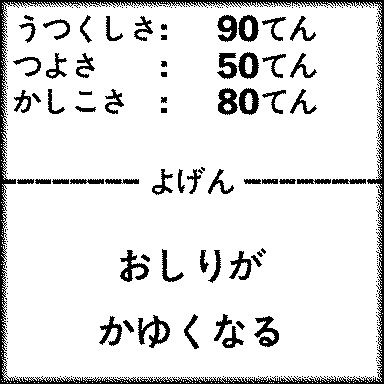 うつくしさ: 90てん
つよさ : 50てん
かしこさ : 80てん
よげん
おしりが
かゆくなる